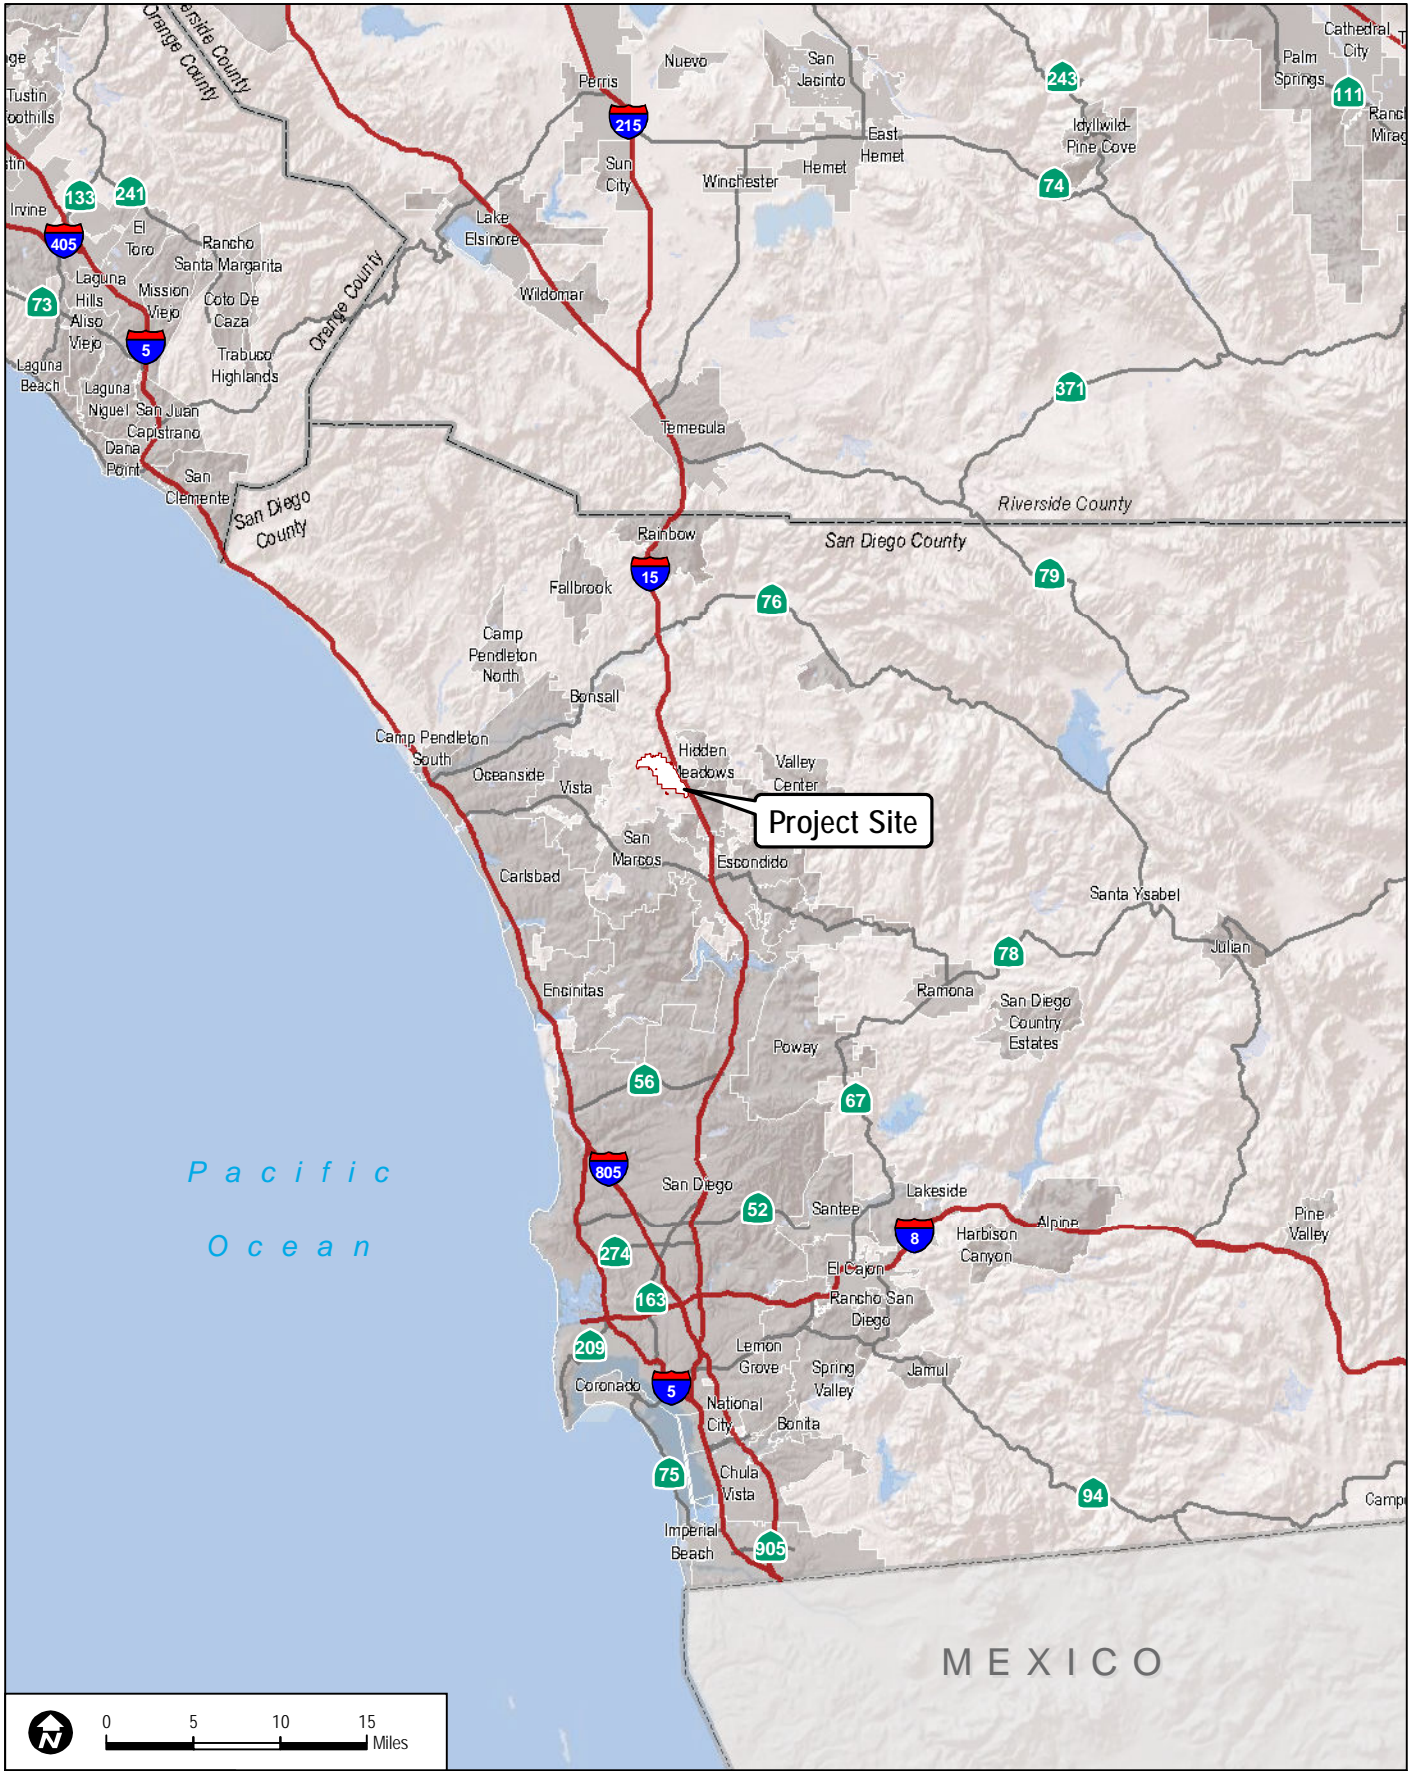 Riverside County
Orange County
Cathedral
City
Palm
Springs
Nuevo
San
Jacinto
243
Perris
111
Tustin
Foothills
215
Idyllwild-
Pine Cove
East
Hemet
Hemet
Sun
City
Winchester
74
133
241
Irvine
405
El
Toro
Lake
Elsinore
Rancho
Santa Margarita
Laguna
Hills
Mission
Viejo
Coto De
Caza
73
Aliso
Viejo
Wildomar
Orange County
5
Trabuco
Highlands
Laguna
Beach
Laguna
Niguel
371
San Juan
Capistrano
Temecula
Dana
Point
San
Clemente
San Diego
County
Riverside County
San Diego County
Rainbow
15
79
Fallbrook
76
Camp
Pendleton
North
Bonsall
Camp Pendleton
South
Hidden
Meadows
Oceanside
Vista
Valley
Center
Project Site
San
Marcos
Escondido
Carlsbad
Santa Ysabel
Julian
78
Encinitas
Ramona
San Diego
Country
Estates
Poway
56
67
Pacific
Ocean
805
San Diego
52
Santee
Lakeside
8
Harbison
Canyon
Alpine
Pine
Valley
274
El Cajon
163
Rancho San
Diego
209
Lemon
Grove
Spring
Valley
Jamul
Coronado
5
National
City
Bonita
75
Chula
Vista
94
Imperial
Beach
905
MEXICO
N
0 5 10 15
Miles